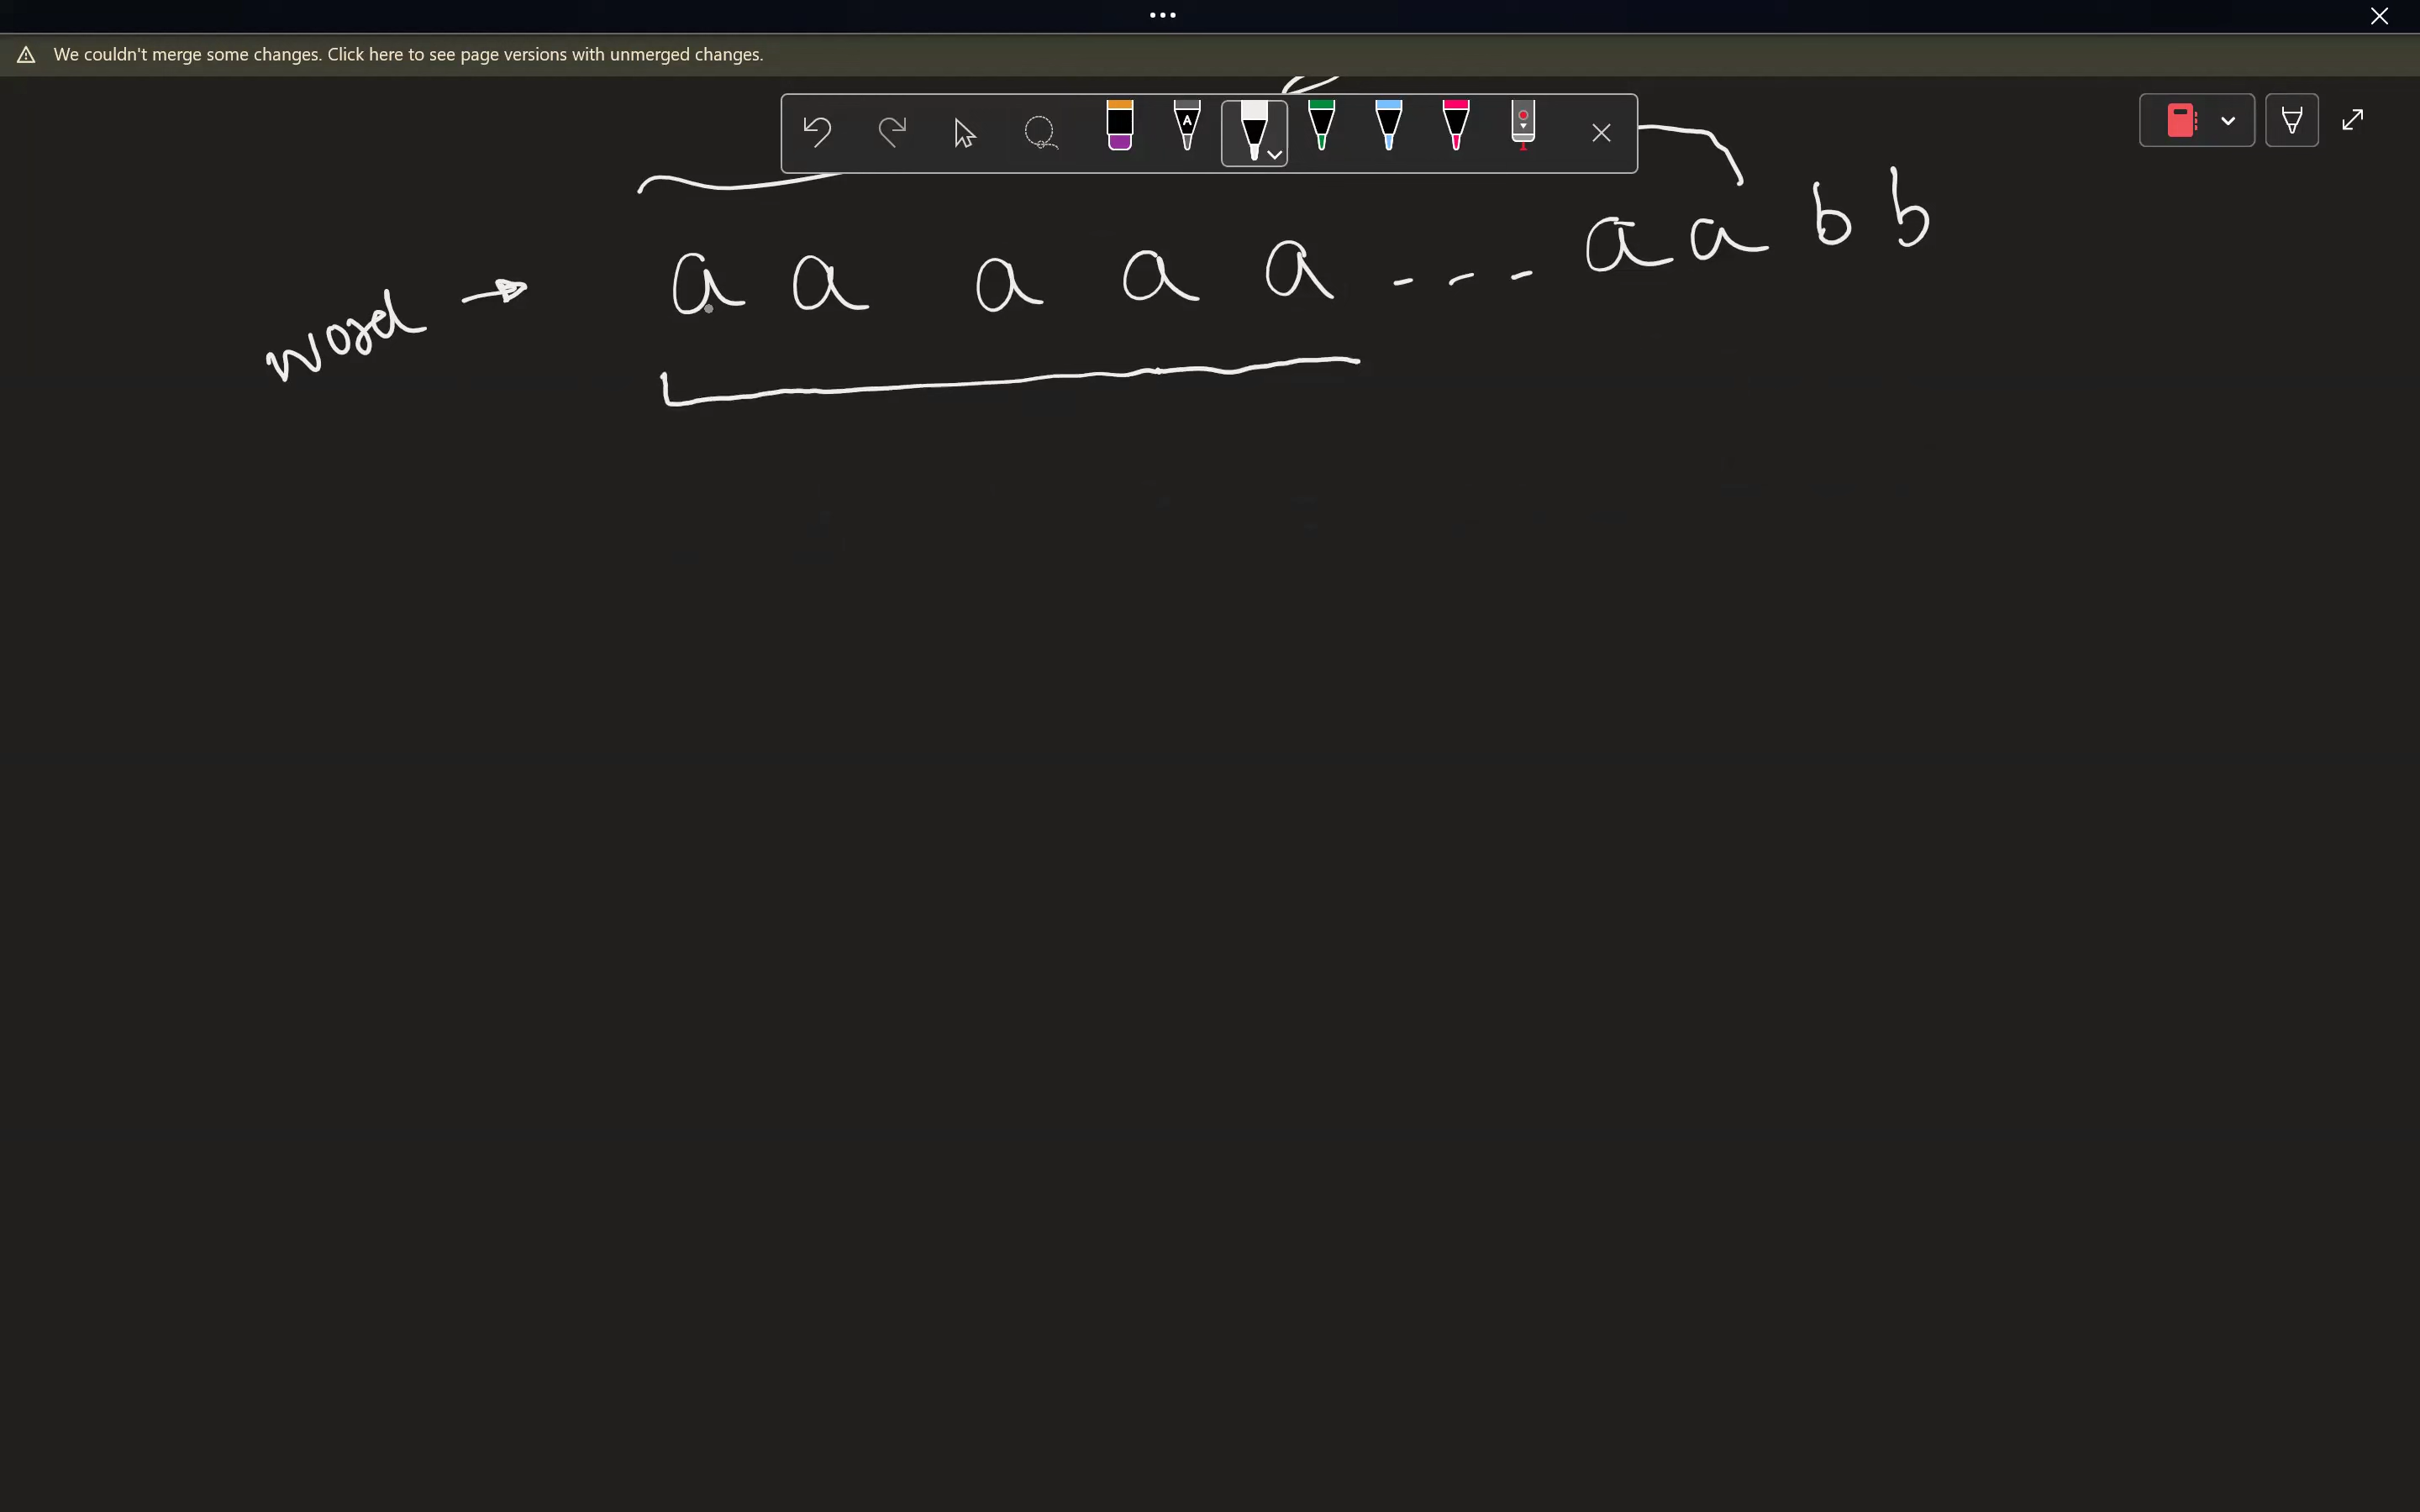 We couldn't merge some changes. Click here to see page versions with unmerged changes.
A
word → a a a a a - - - a a b b